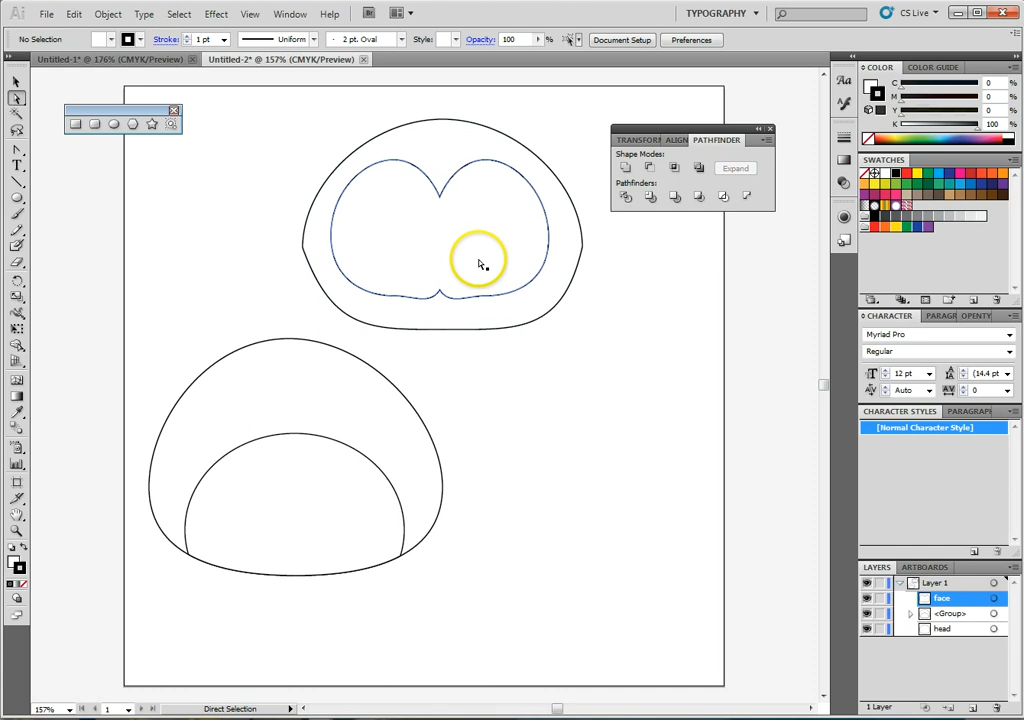 Ai File Edit Object Type Select Effect View Window Help Br TYPOGRAPHY CS Live
No Selection Stroke: 1 pt Uniform 2 pt. Oval Style: Opacity: 100 % Document Setup Preferences
Untitled-1* @ 176% (CMYK/Preview) Untitled-2* @ 157% (CMYK/Preview)
COLOR COLOR GUIDE
C 0 %
M 0 %
Y 0 %
K 100 %
TRANSFORM ALIGN PATHFINDER
Shape Modes:
Expand
Pathfinders:
SWATCHES
CHARACTER PARAGR OPENTY
Myriad Pro
Regular
12 pt (14.4 pt
Auto 0
CHARACTER STYLES PARAGRAPH
[Normal Character Style]
LAYERS ARTBOARDS
Layer 1
face
<Group>
head
157% 1 Direct Selection 1 Layer